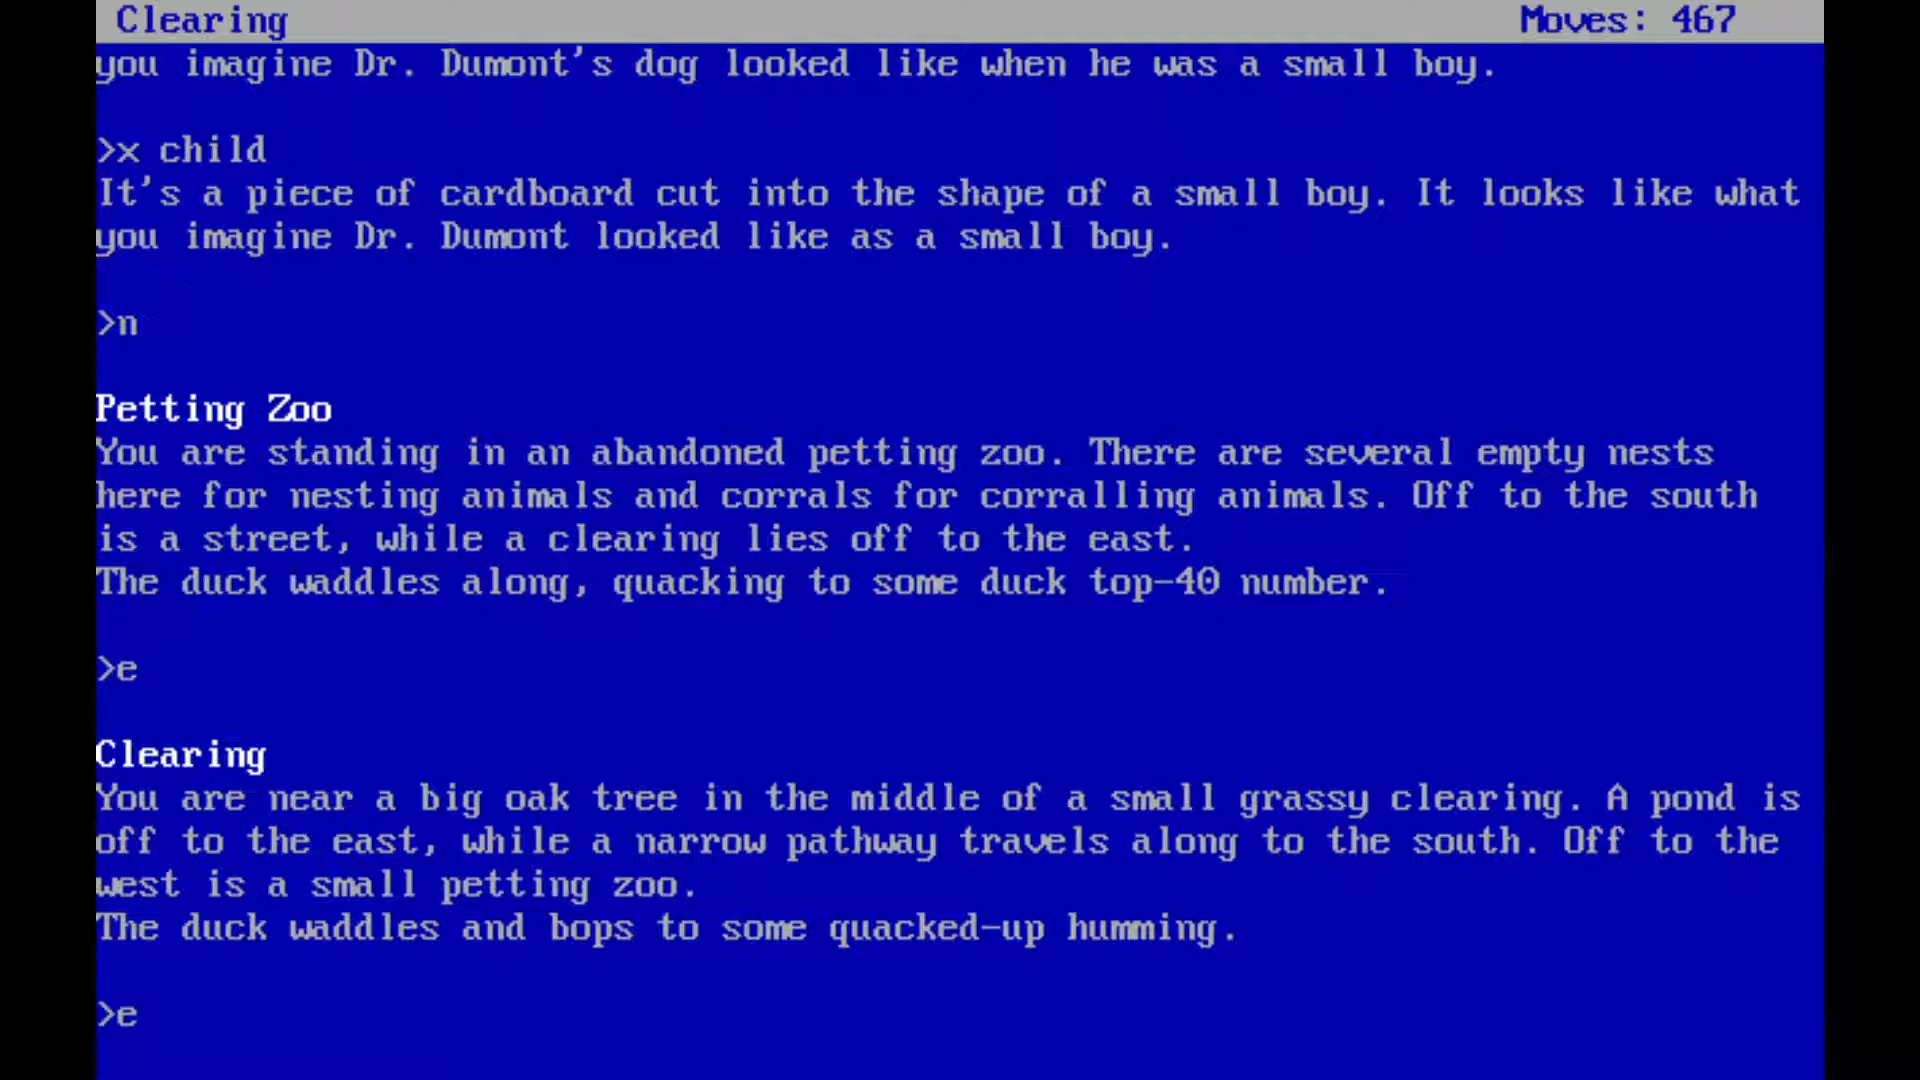 Clearing Moves: 467
you imagine Dr. Dumont's dog looked like when he was a small boy.
>x child
It's a piece of cardboard cut into the shape of a small boy. It looks like what
you imagine Dr. Dumont looked like as a small boy.
>n
Petting Zoo
You are standing in an abandoned petting zoo. There are several empty nests
here for nesting animals and corrals for corralling animals. Off to the south
is a street, while a clearing lies off to the east.
The duck waddles along, quacking to some duck top-40 number.
>e
Clearing
You are near a big oak tree in the middle of a small grassy clearing. A pond is
off to the east, while a narrow pathway travels along to the south. Off to the
west is a small petting zoo.
The duck waddles and bops to some quacked-up humming.
>e